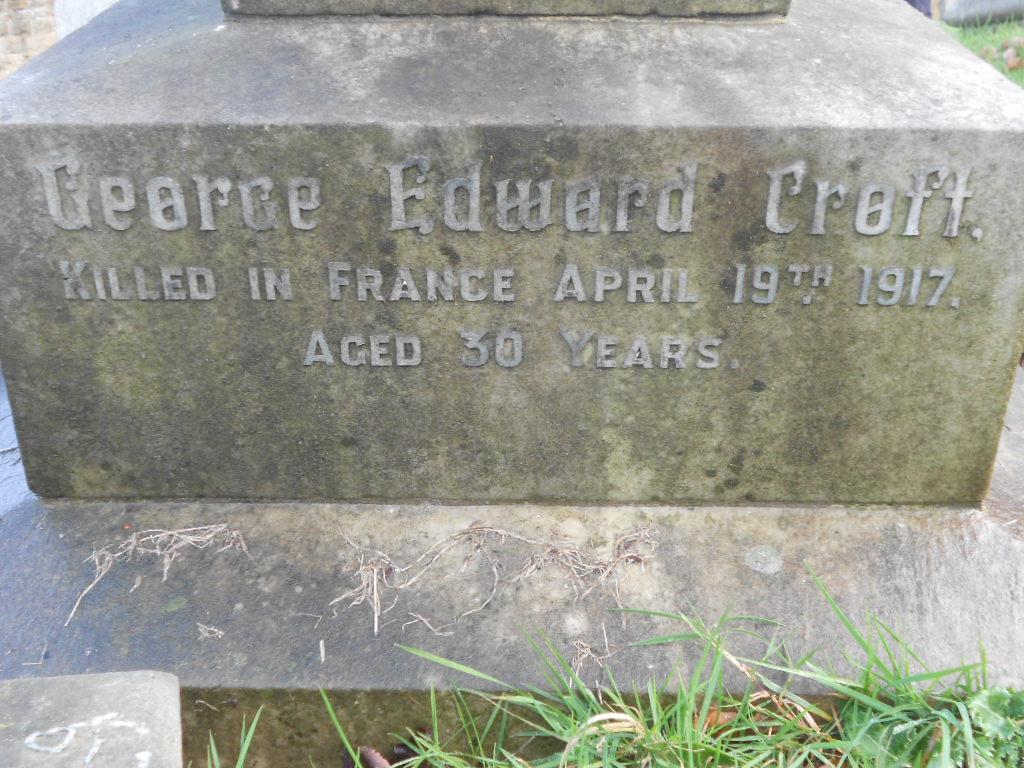 George Edward Croft,
KILLED IN FRANCE APRIL 19TH 1917,
AGED 30 YEARS.